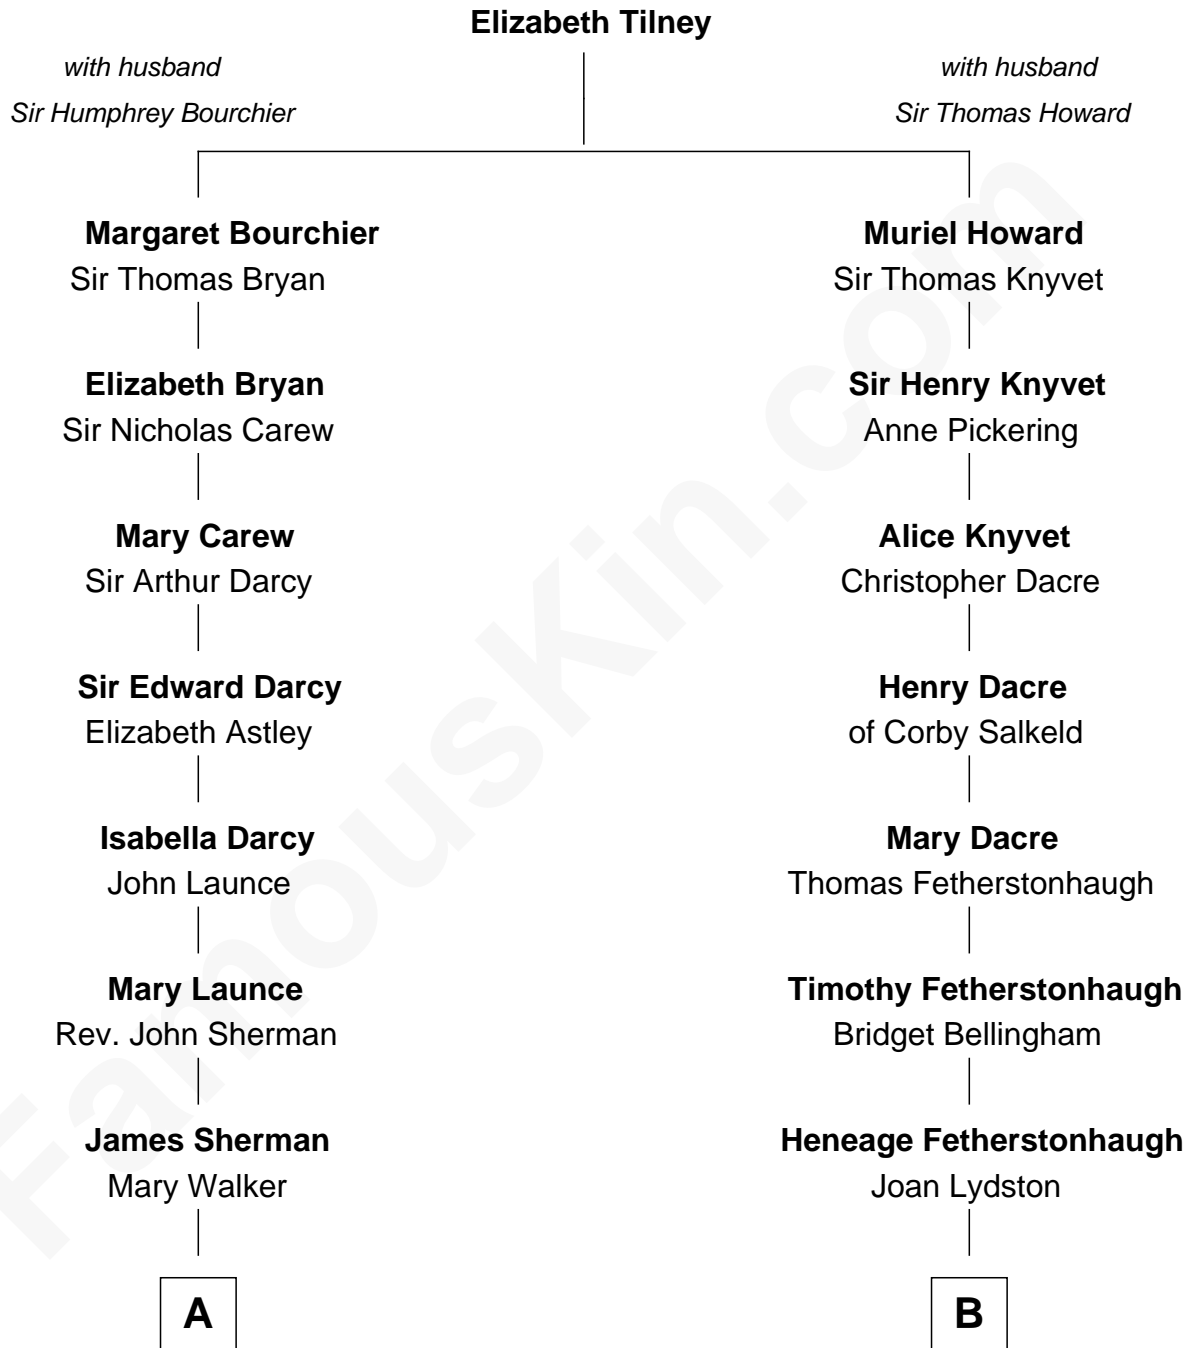 Elizabeth Tilney
with husband
Sir Humphrey Bourchier
with husband
Sir Thomas Howard
Margaret Bourchier
Sir Thomas Bryan
Muriel Howard
Sir Thomas Knyvet
Elizabeth Bryan
Sir Nicholas Carew
Sir Henry Knyvet
Anne Pickering
Mary Carew
Sir Arthur Darcy
Alice Knyvet
Christopher Dacre
Sir Edward Darcy
Elizabeth Astley
Henry Dacre
of Corby Salkeld
Isabella Darcy
John Launce
Mary Dacre
Thomas Fetherstonhaugh
Mary Launce
Rev. John Sherman
Timothy Fetherstonhaugh
Bridget Bellingham
James Sherman
Mary Walker
Heneage Fetherstonhaugh
Joan Lydston
A
B
FamousKin.com